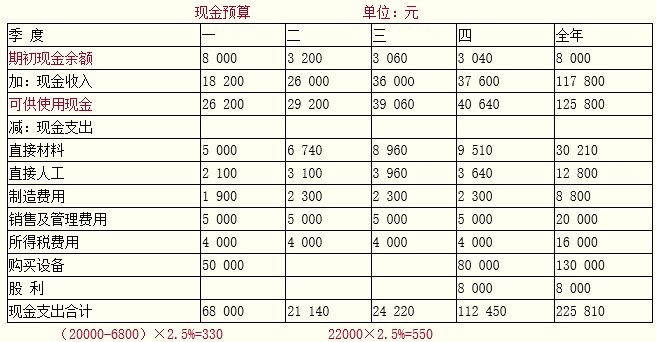 现金预算 单位：元
季 度 一 二 三 四 全年
期初现金余额 8 000 3 200 3 060 3 040 8 000
加：现金收入 18 200 26 000 36 000 37 600 117 800
可供使用现金 26 200 29 200 39 060 40 640 125 800
减：现金支出
直接材料 5 000 6 740 8 960 9 510 30 210
直接人工 2 100 3 100 3 960 3 640 12 800
制造费用 1 900 2 300 2 300 2 300 8 800
销售及管理费用 5 000 5 000 5 000 5 000 20 000
所得税费用 4 000 4 000 4 000 4 000 16 000
购买设备 50 000 80 000 130 000
股 利 8 000 8 000
现金支出合计 68 000 21 140 24 220 112 450 225 810
（20000-6800）×2.5%=330 22000×2.5%=550